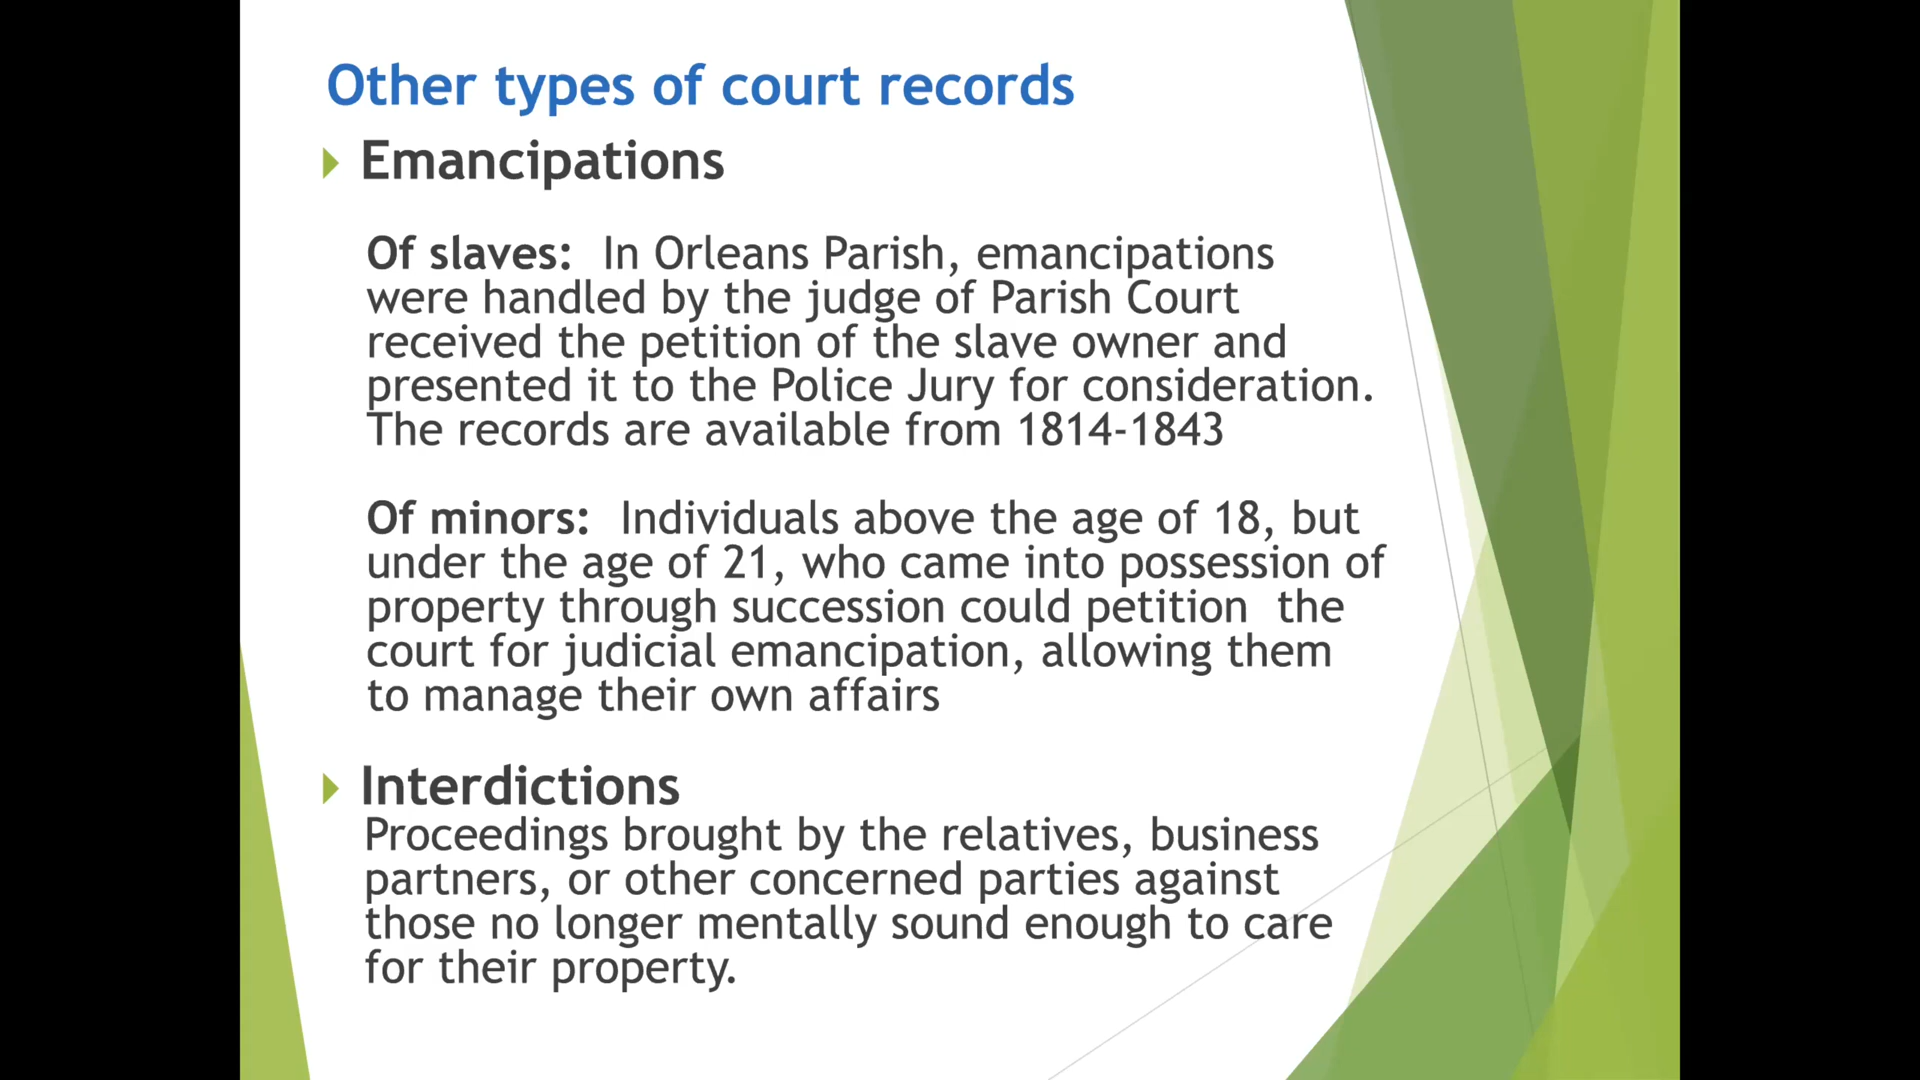 Other types of court records
Emancipations
Of slaves: In Orleans Parish, emancipations
were handled by the judge of Parish Court
received the petition of the slave owner and
presented it to the Police Jury for consideration.
The records are available from 1814-1843
Of minors: Individuals above the age of 18, but
under the age of 21, who came into possession of
property through succession could petition the
court for judicial emancipation, allowing them
to manage their own affairs
Interdictions
Proceedings brought by the relatives, business
partners, or other concerned parties against
those no longer mentally sound enough to care
for their property.